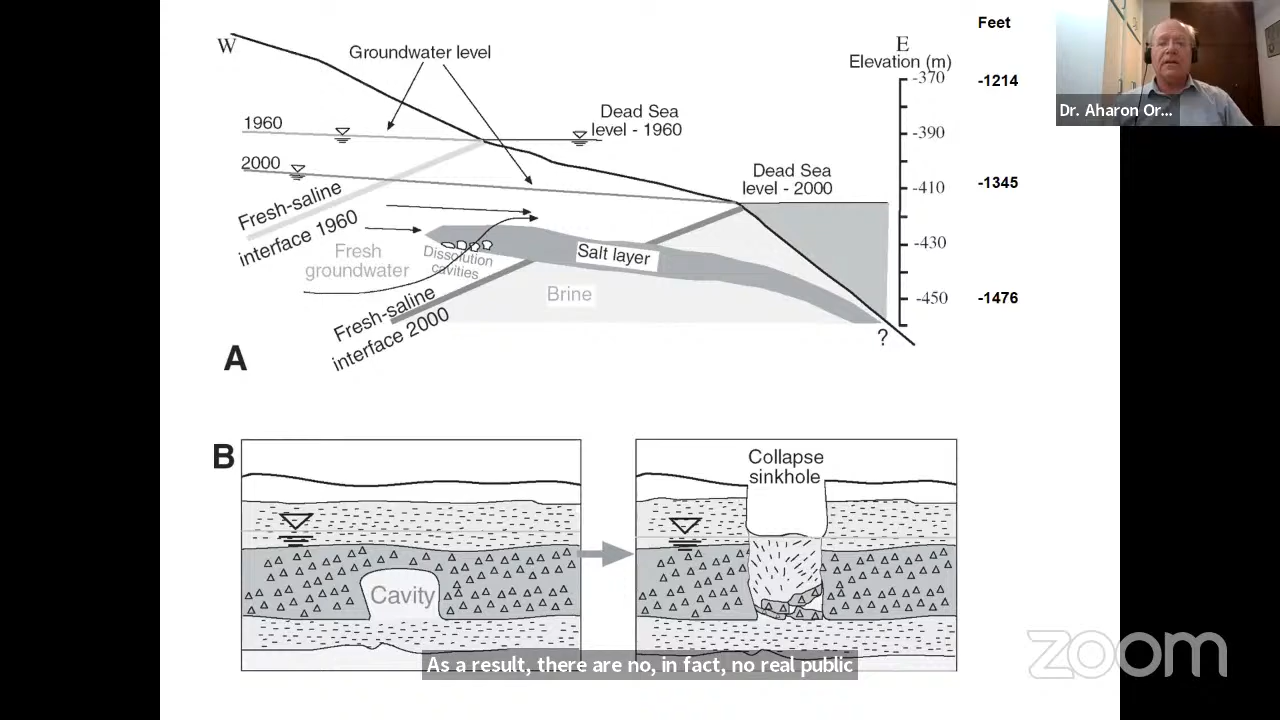 W
Groundwater level
E
Elevation (m)
Feet
-370
-1214
1960
Dead Sea
level - 1960
-390
2000
Dead Sea
level - 2000
-410
-1345
Fresh-saline
interface 1960
-430
Fresh
groundwater
Dissolution
cavities
Salt layer
Brine
-450
-1476
Fresh-saline
interface 2000
?
A
B
Cavity
Collapse
sinkhole
Dr. Aharon Or...
As a result, there are no, in fact, no real public
zoom